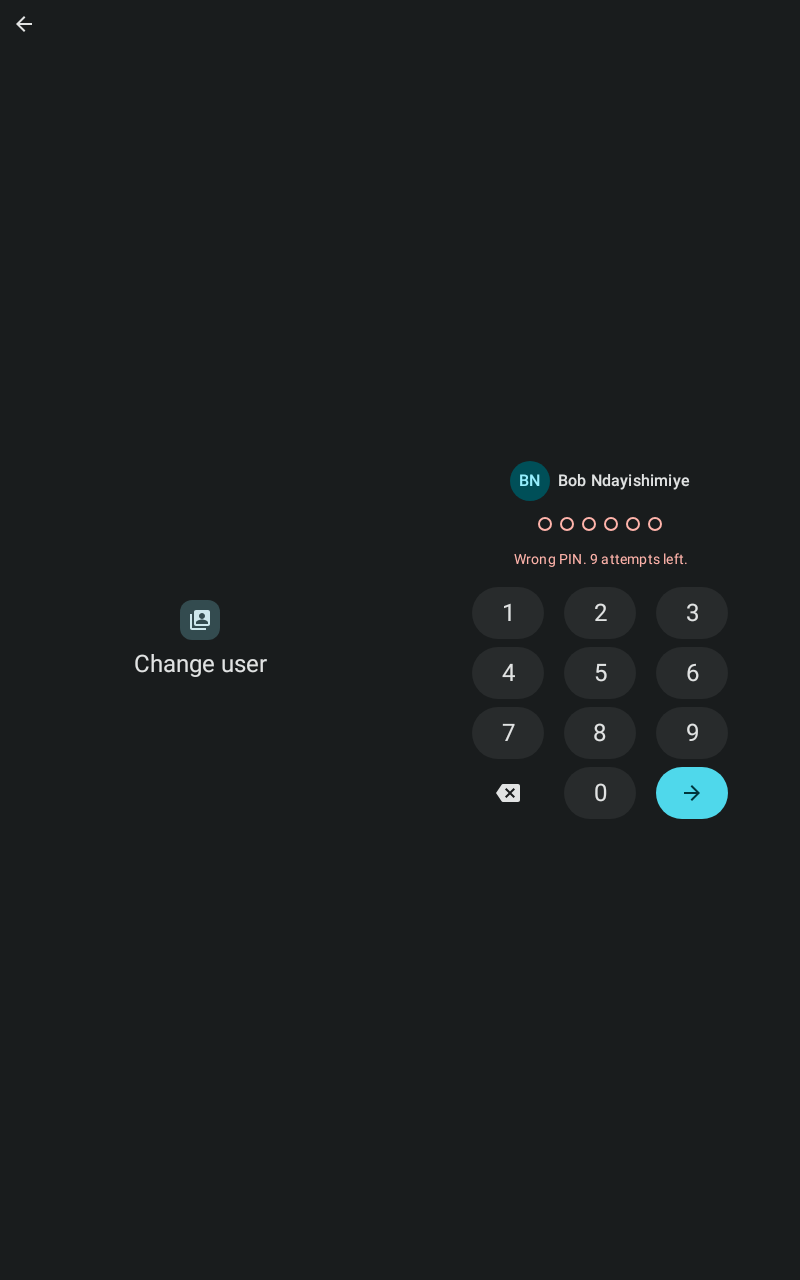 Change user
BN Bob Ndayishimiye
Wrong PIN. 9 attempts left.
1 2 3
4 5 6
7 8 9
0